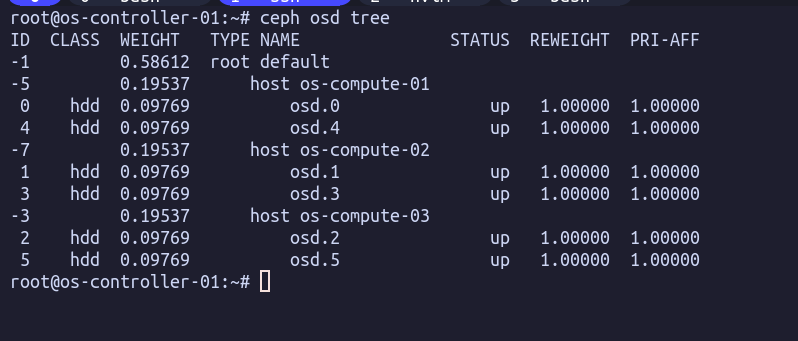 root@os-controller-01:~# ceph osd tree
ID  CLASS  WEIGHT   TYPE NAME               STATUS  REWEIGHT  PRI-AFF
-1         0.58612  root default
-5         0.19537      host os-compute-01
 0    hdd  0.09769          osd.0               up   1.00000  1.00000
 4    hdd  0.09769          osd.4               up   1.00000  1.00000
-7         0.19537      host os-compute-02
 1    hdd  0.09769          osd.1               up   1.00000  1.00000
 3    hdd  0.09769          osd.3               up   1.00000  1.00000
-3         0.19537      host os-compute-03
 2    hdd  0.09769          osd.2               up   1.00000  1.00000
 5    hdd  0.09769          osd.5               up   1.00000  1.00000
root@os-controller-01:~#